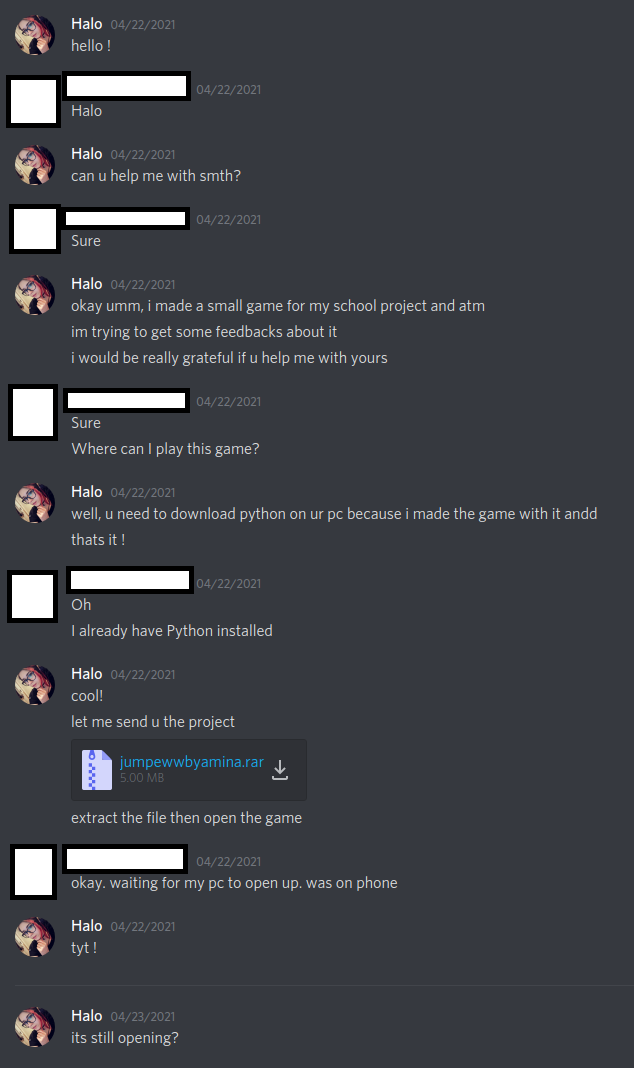 Halo 04/22/2021
hello !
04/22/2021
Halo
Halo 04/22/2021
can u help me with smth?
04/22/2021
Sure
Halo 04/22/2021
okay umm, i made a small game for my school project and atm
im trying to get some feedbacks about it
i would be really grateful if u help me with yours
04/22/2021
Sure
Where can I play this game?
Halo 04/22/2021
well, u need to download python on ur pc because i made the game with it andd
thats it !
04/22/2021
Oh
I already have Python installed
Halo 04/22/2021
cool!
let me send u the project
jumpewwbyamina.rar
5.00 MB
extract the file then open the game
04/22/2021
okay. waiting for my pc to open up. was on phone
Halo 04/22/2021
tyt !
Halo 04/23/2021
its still opening?